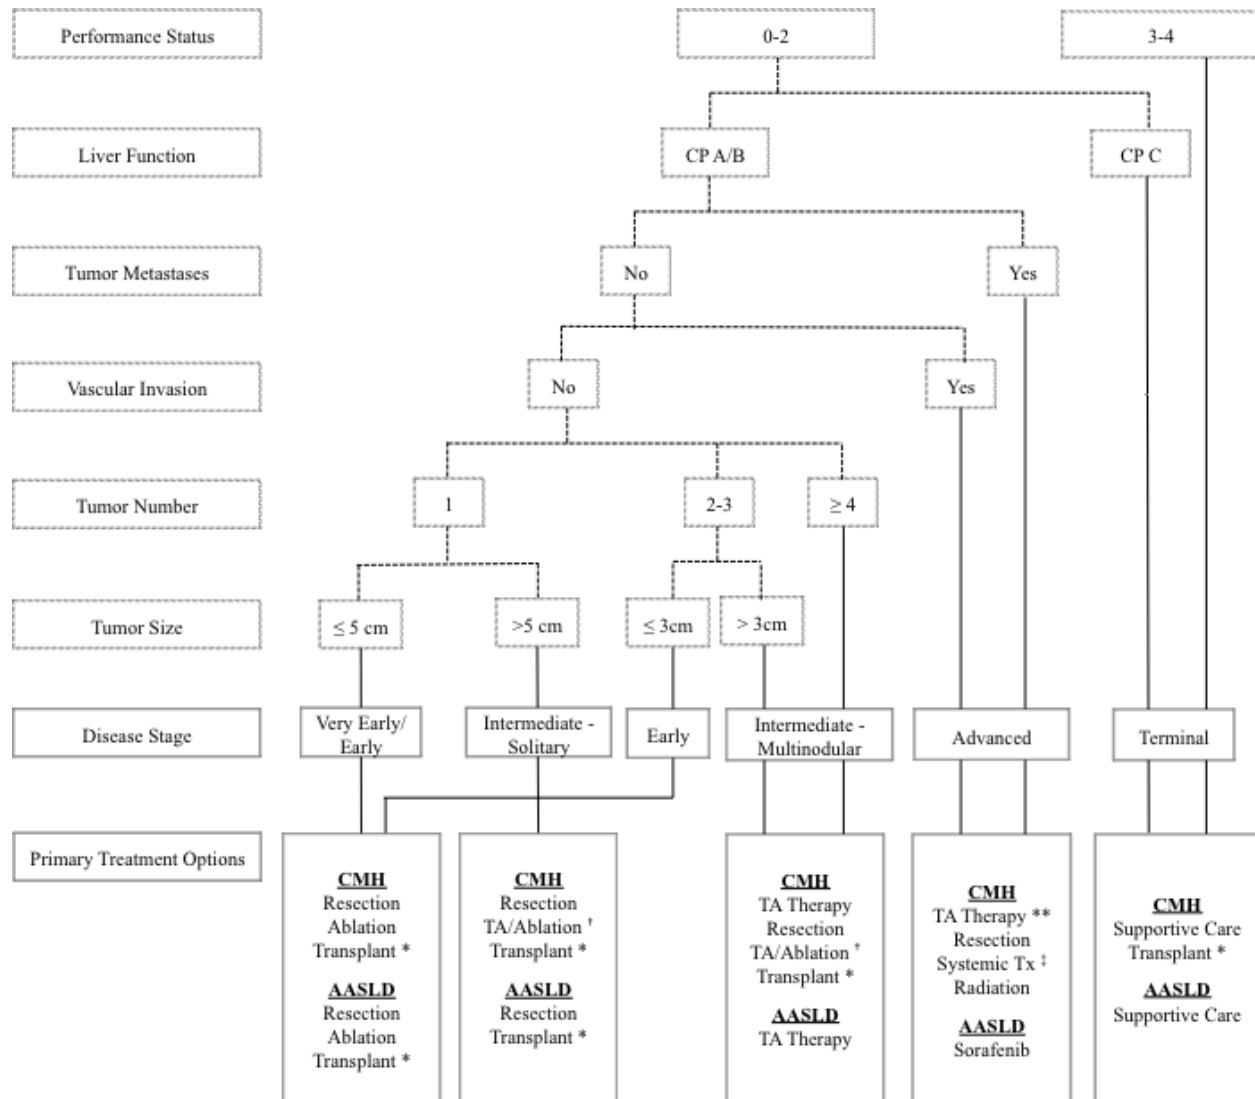 Performance Status
0-2
3-4
Liver Function
CP A/B
CP C
Tumor Metastases
No
Yes
Vascular Invasion
No
Yes
Tumor Number
1
2-3
≥ 4
Tumor Size
≤ 5 cm
>5 cm
≤ 3cm
> 3cm
Disease Stage
Very Early/
Early
Intermediate -
Solitary
Early
Intermediate -
Multinodular
Advanced
Terminal
Primary Treatment Options
CMH
Resection
Ablation
Transplant *
AASLD
Resection
Ablation
Transplant *
CMH
Resection
TA/Ablation †
Transplant *
AASLD
Resection
Transplant *
CMH
TA Therapy
Resection
TA/Ablation †
Transplant *
AASLD
TA Therapy
CMH
TA Therapy **
Resection
Systemic Tx ‡
Radiation
AASLD
Sorafenib
CMH
Supportive Care
Transplant *
AASLD
Supportive Care